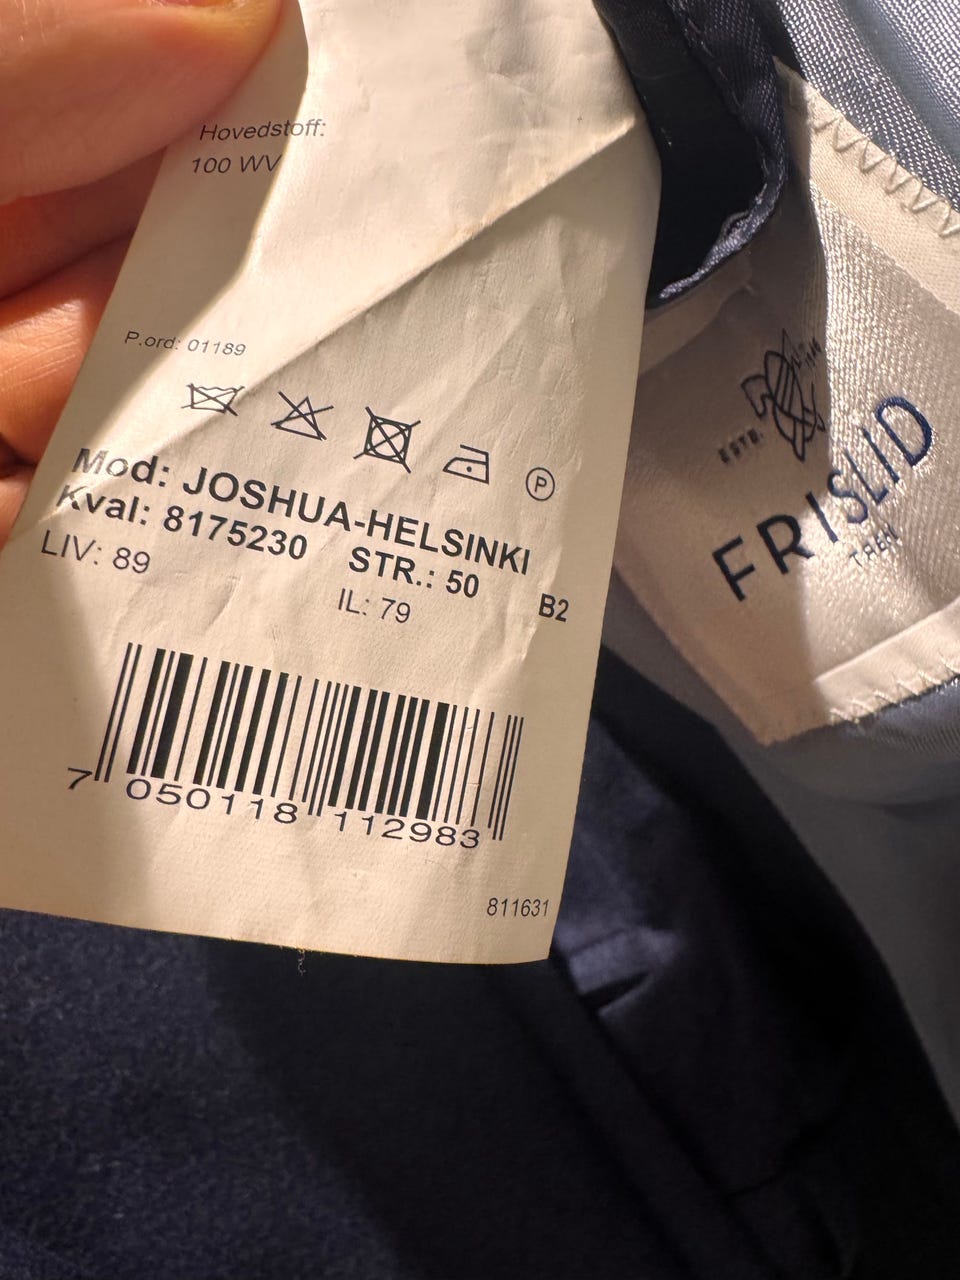 Hovedstoff:
100 WV
P.ord: 01189
P
Mod: JOSHUA-HELSINKI
Kval: 8175230 STR.: 50
LIV: 89 IL: 79 B2
7 050118 112983
811631
ESTD.
FRISLID